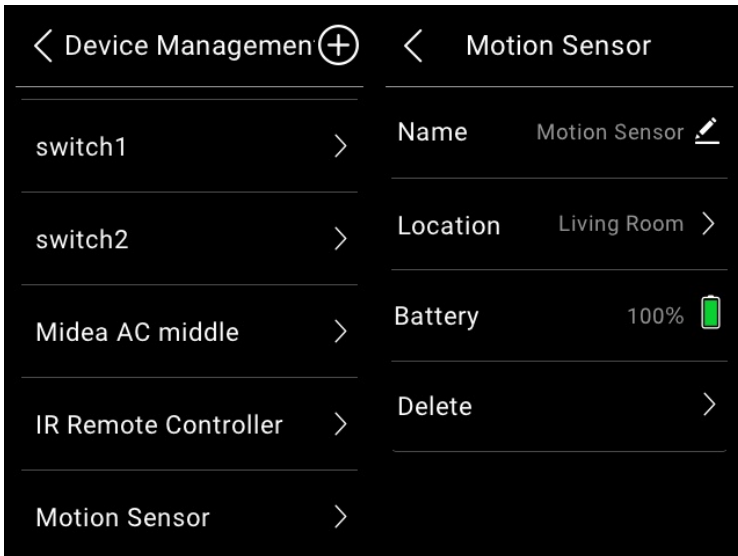 Device Managemen
switch1
switch2
Midea AC middle
IR Remote Controller
Motion Sensor
Motion Sensor
Name Motion Sensor
Location Living Room
Battery 100%
Delete